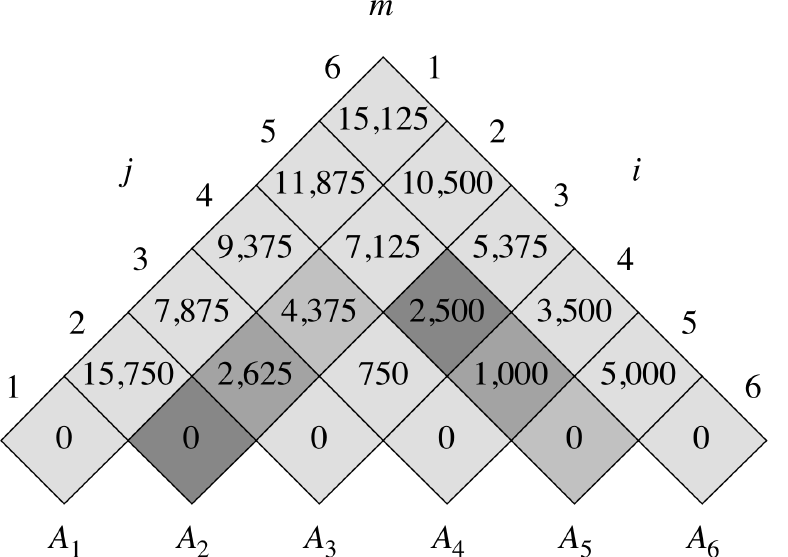 m
6 1
15,125
5 2
j 11,875 10,500 i
4 3
9,375 7,125 5,375
3 4
7,875 4,375 2,500 3,500
2 5
15,750 2,625 750 1,000 5,000
1 6
0 0 0 0 0 0
A1 A2 A3 A4 A5 A6